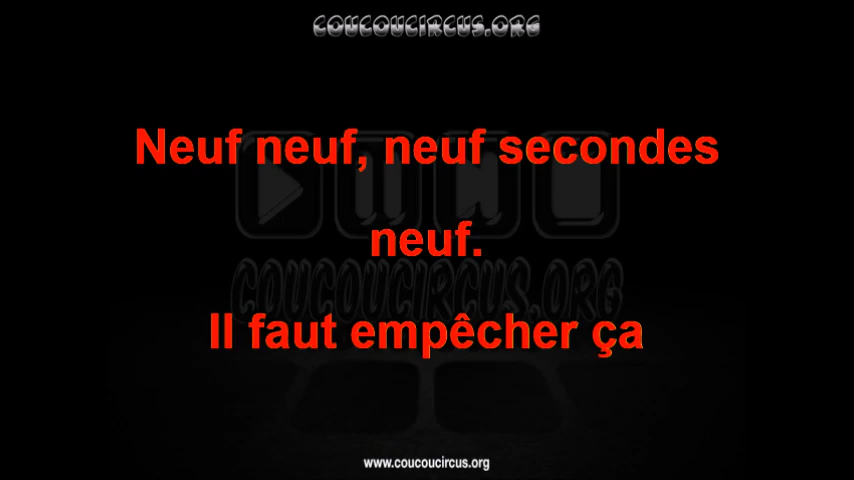 COUCOUCIRCUS.ORG
Neuf neuf, neuf secondes
neuf.
COUCOUCIRCUS.ORG
Il faut empêcher ça
www.coucoucircus.org